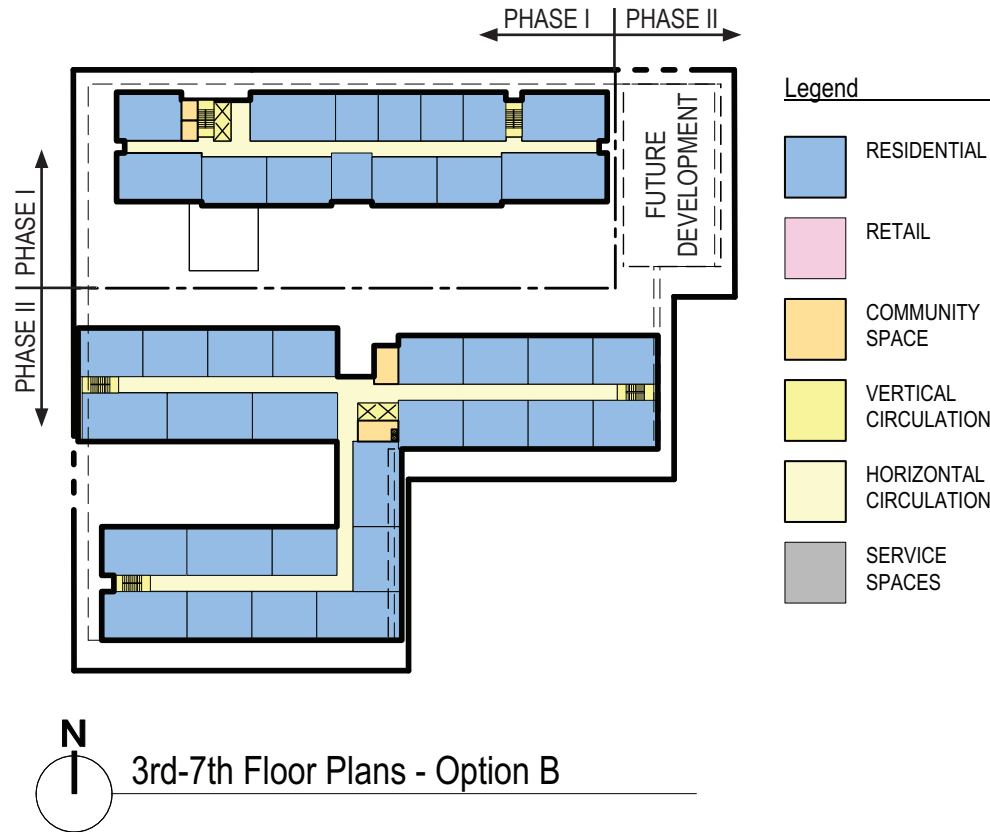 PHASE I
PHASE II
Legend
FUTURE
DEVELOPMENT
RESIDENTIAL
RETAIL
PHASE I
PHASE II
COMMUNITY
SPACE
VERTICAL
CIRCULATION
HORIZONTAL
CIRCULATION
SERVICE
SPACES
N
3rd-7th Floor Plans - Option B